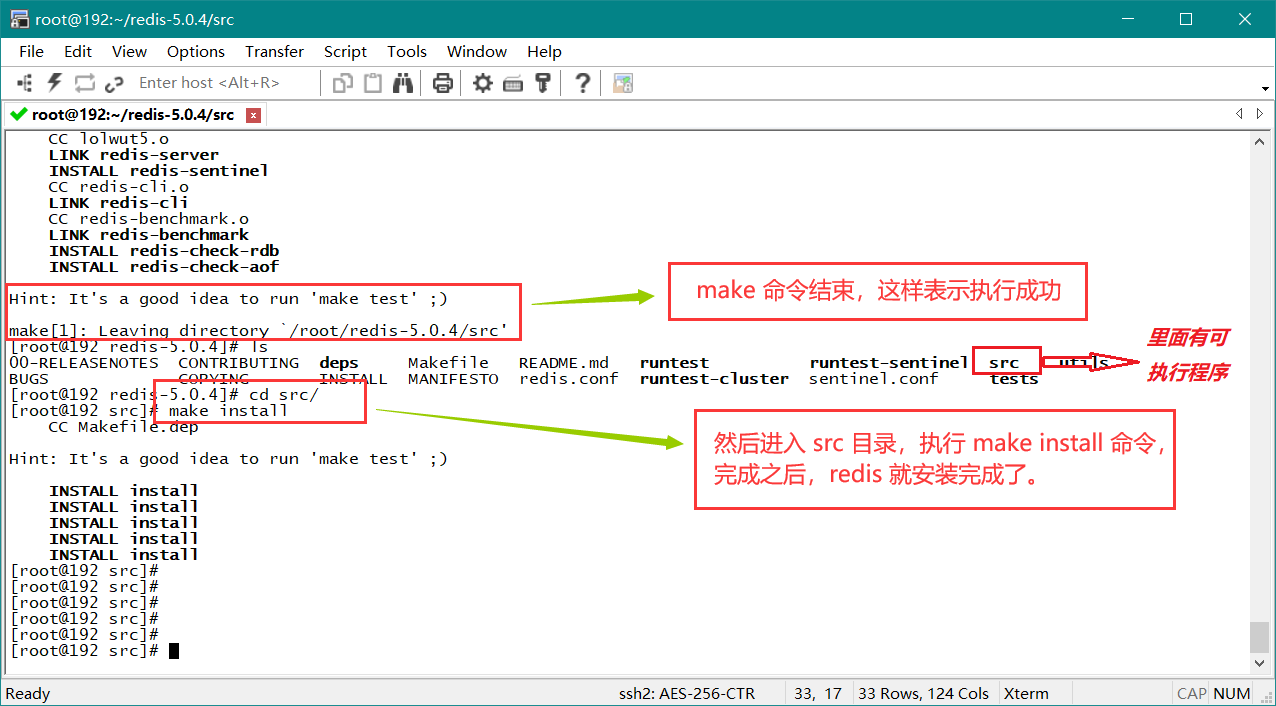 root@192:~/redis-5.0.4/src
File Edit View Options Transfer Script Tools Window Help
Enter host <Alt+R>
root@192:~/redis-5.0.4/src
CC lolwut5.o
LINK redis-server
INSTALL redis-sentinel
CC redis-cli.o
LINK redis-cli
CC redis-benchmark.o
LINK redis-benchmark
INSTALL redis-check-rdb
INSTALL redis-check-aof
Hint: It's a good idea to run 'make test' ;)
make 命令结束，这样表示执行成功
make[1]: Leaving directory `/root/redis-5.0.4/src'
[root@192 redis-5.0.4]# ls
00-RELEASENOTES CONTRIBUTING deps Makefile README.md runtest runtest-sentinel src utils
BUGS COPYING INSTALL MANIFESTO redis.conf runtest-cluster sentinel.conf tests
里面有可
执行程序
[root@192 redis-5.0.4]# cd src/
[root@192 src]# make install
CC Makefile.dep
然后进入 src 目录，执行 make install 命令，
完成之后，redis 就安装完成了。
Hint: It's a good idea to run 'make test' ;)
INSTALL install
INSTALL install
INSTALL install
INSTALL install
INSTALL install
[root@192 src]#
[root@192 src]#
[root@192 src]#
[root@192 src]#
[root@192 src]#
[root@192 src]#
Ready ssh2: AES-256-CTR 33, 17 33 Rows, 124 Cols Xterm CAP NUM